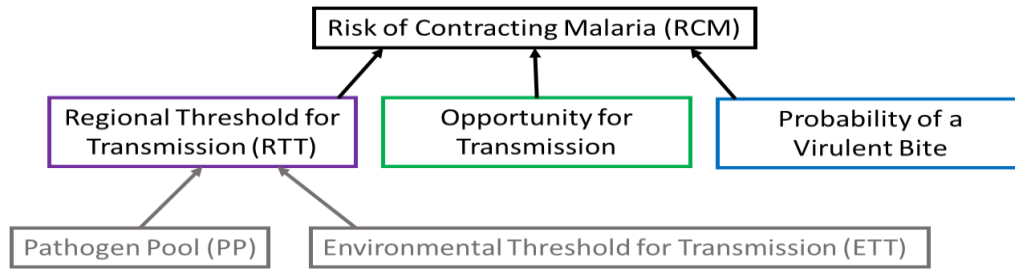 Risk of Contracting Malaria (RCM)
Regional Threshold for
Transmission (RTT)
Opportunity for
Transmission
Probability of a
Virulent Bite
Pathogen Pool (PP)
Environmental Threshold for Transmission (ETT)